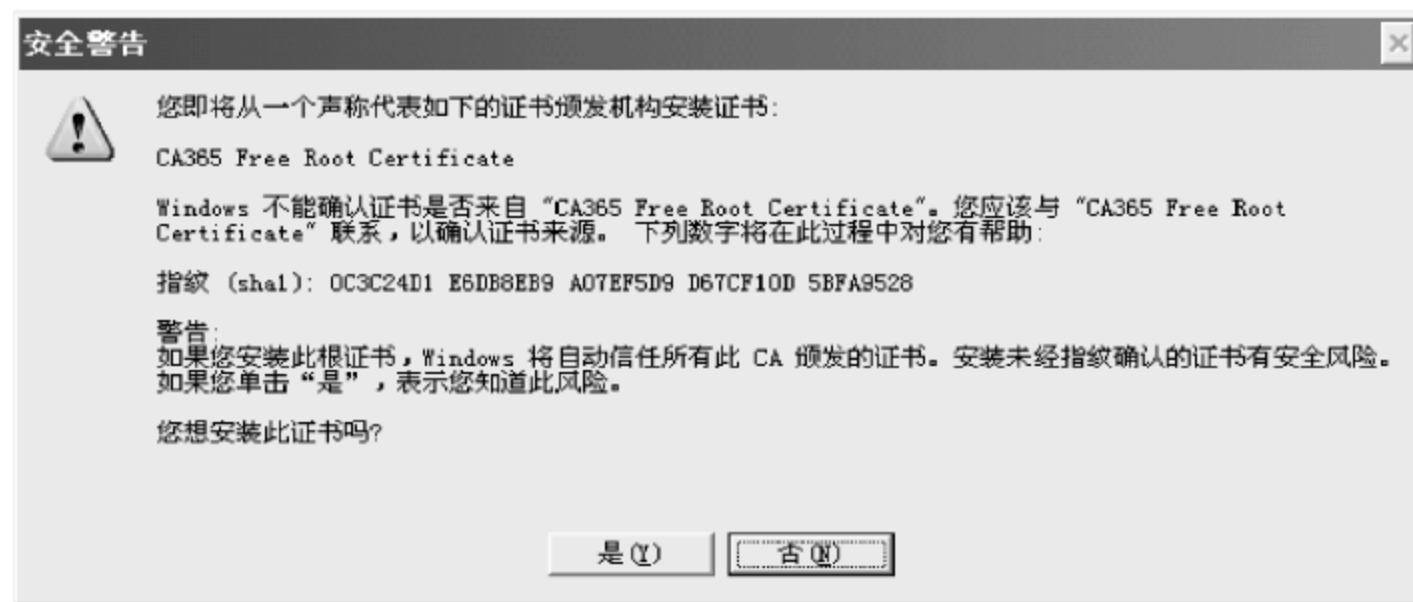 安全警告
您即将从一个声称代表如下的证书颁发机构安装证书:
CA365 Free Root Certificate
Windows 不能确认证书是否来自 "CA365 Free Root Certificate"。您应该与 "CA365 Free Root
Certificate" 联系，以确认证书来源。 下列数字将在此过程中对您有帮助:
指纹 (sha1): 0C3C24D1 E6DB8EB9 A07EF5D9 D67CF10D 5BFA9528
警告:
如果您安装此根证书，Windows 将自动信任所有此 CA 颁发的证书。安装未经指纹确认的证书有安全风险。
如果您单击“是”，表示您知道此风险。
您想安装此证书吗?
是(Y) 否(N)